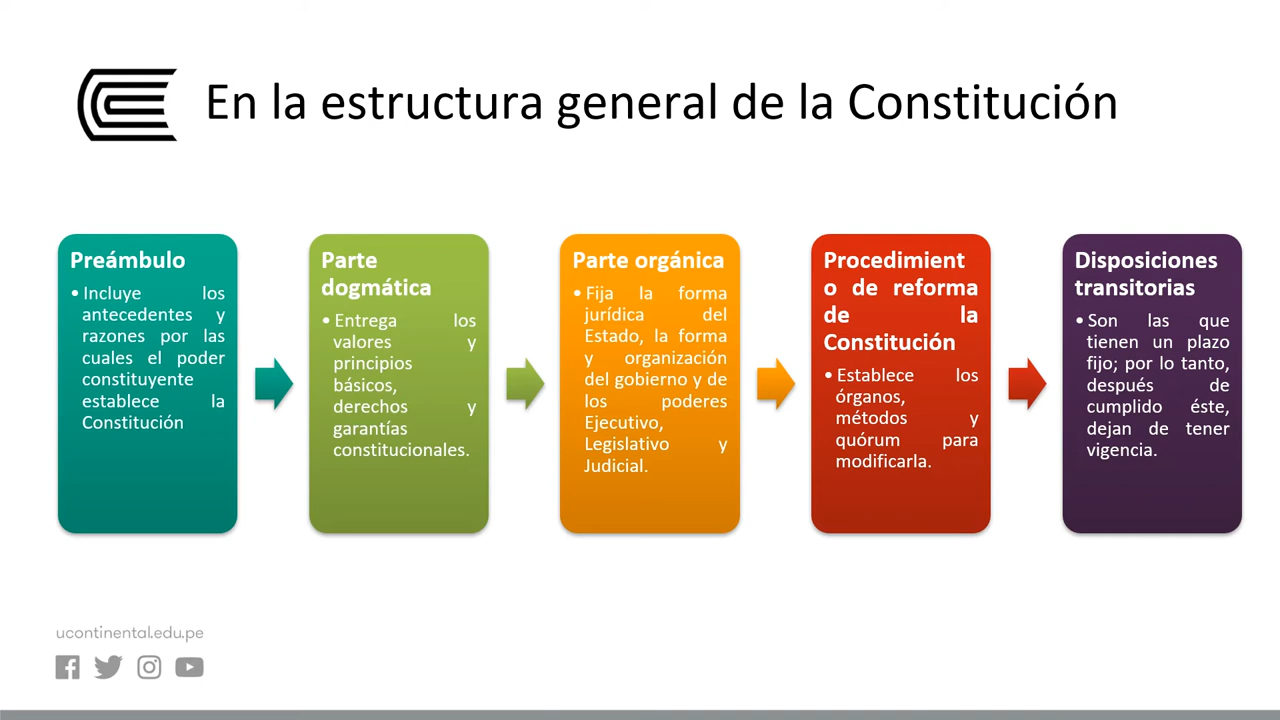 En la estructura general de la Constitución
Preámbulo
• Incluye los
antecedentes y
razones por las
cuales el poder
constituyente
establece la
Constitución
Parte
dogmática
• Entrega los
valores y
principios
básicos,
derechos y
garantías
constitucionales.
Parte orgánica
• Fija la forma
jurídica del
Estado, la forma
y organización
del gobierno y de
los poderes
Ejecutivo,
Legislativo y
Judicial.
Procedimient
o de reforma
de la
Constitución
• Establece los
órganos,
métodos y
quórum para
modificarla.
Disposiciones
transitorias
• Son las que
tienen un plazo
fijo; por lo tanto,
después de
cumplido éste,
dejan de tener
vigencia.
ucontinental.edu.pe